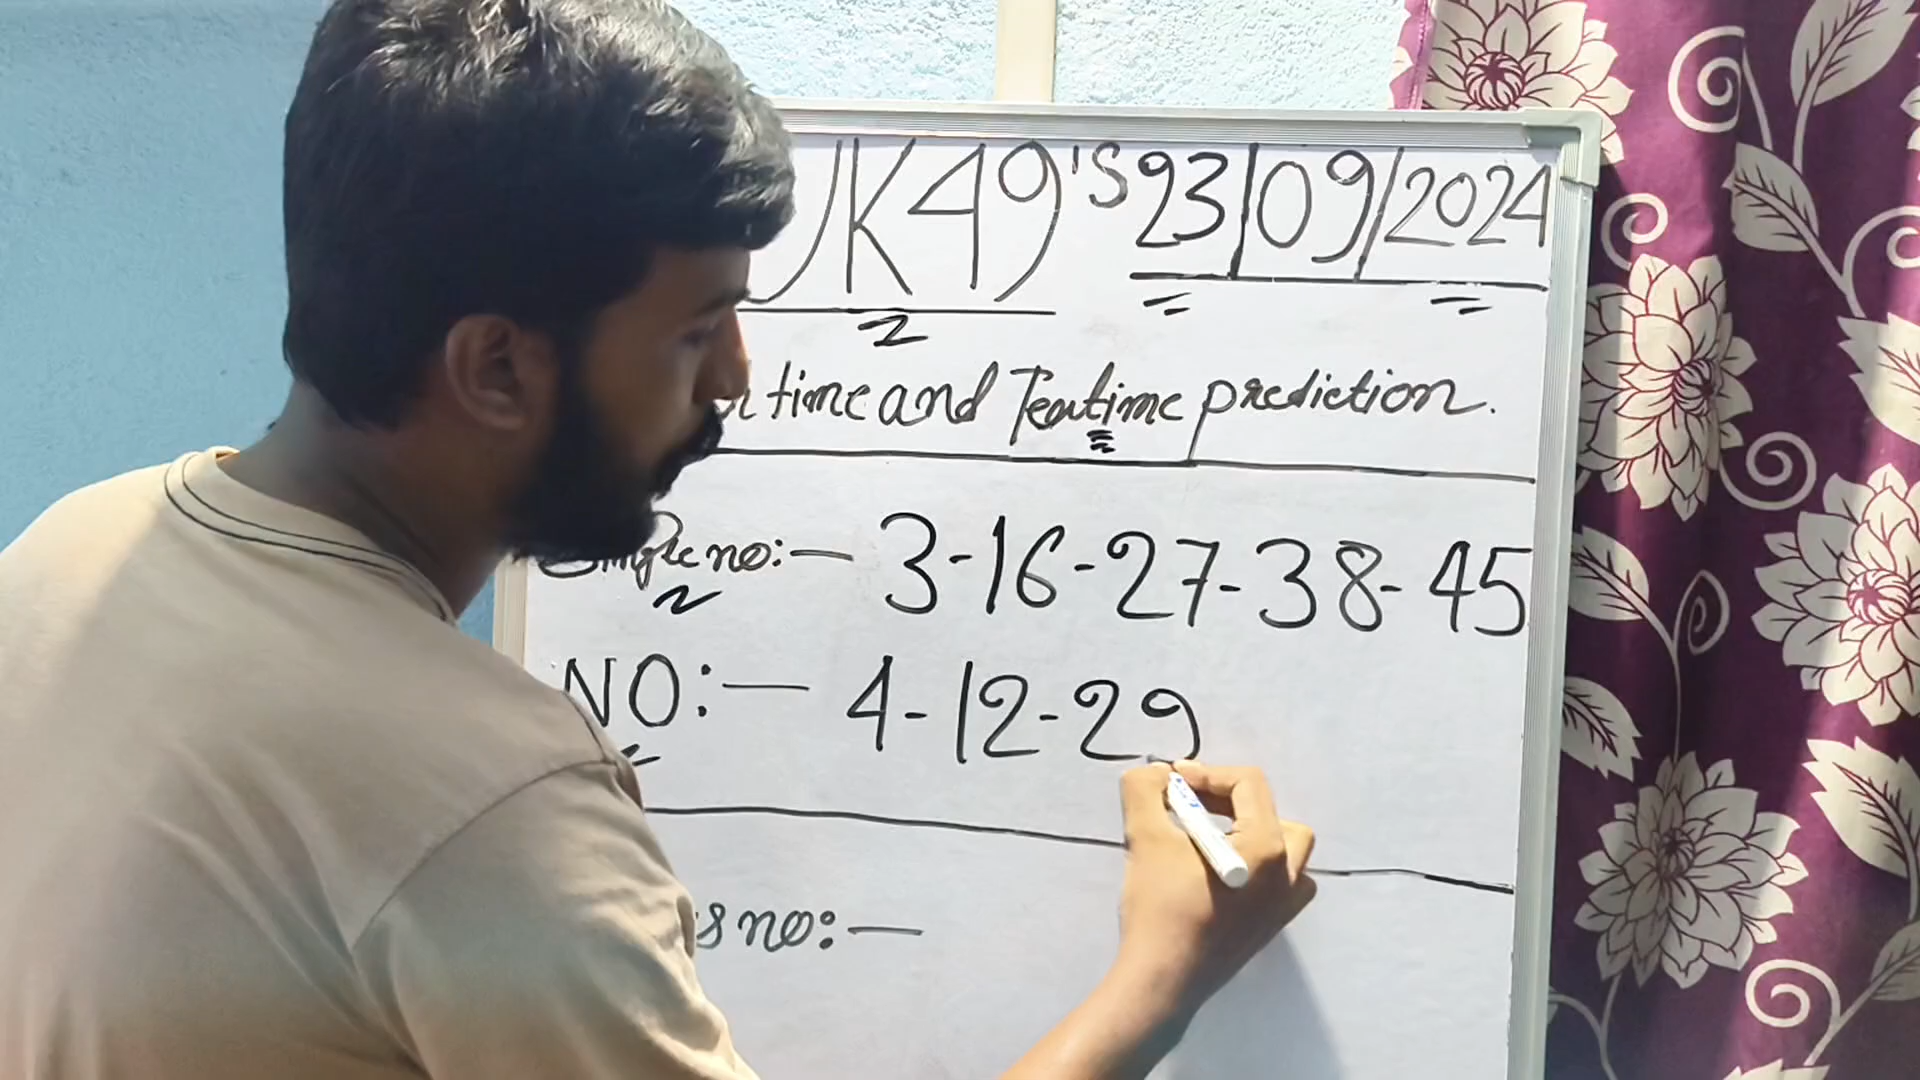 UK49's 23/09/2024
time and Teatime prediction.
Single no:- 3-16-27-38-45
NO:- 4-12-29
no:-